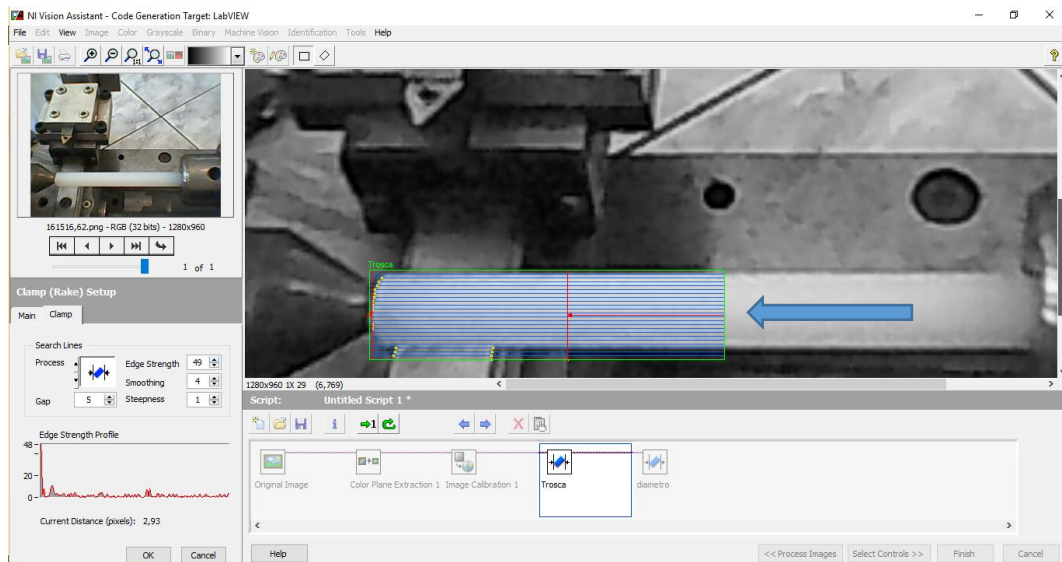 NI Vision Assistant - Code Generation Target: LabVIEW
File Edit View Image Color Grayscale Binary Machine Vision Identification Tools Help
1:1
161516,62.png - RGB (32 bits) - 1280x960
1 of 1
Clamp (Rake) Setup
Main Clamp
Search Lines
Process
Edge Strength 49
Smoothing 4
Gap 5 Steepness 1
Edge Strength Profile
48
20
0
Current Distance (pixels): 2,93
OK Cancel
Trosca
1280x960 1X 29 (6,769)
Script: Untitled Script 1 *
1
Original Image Color Plane Extraction 1 Image Calibration 1 Trosca diametro
Help << Process Images Select Controls >> Finish Cancel